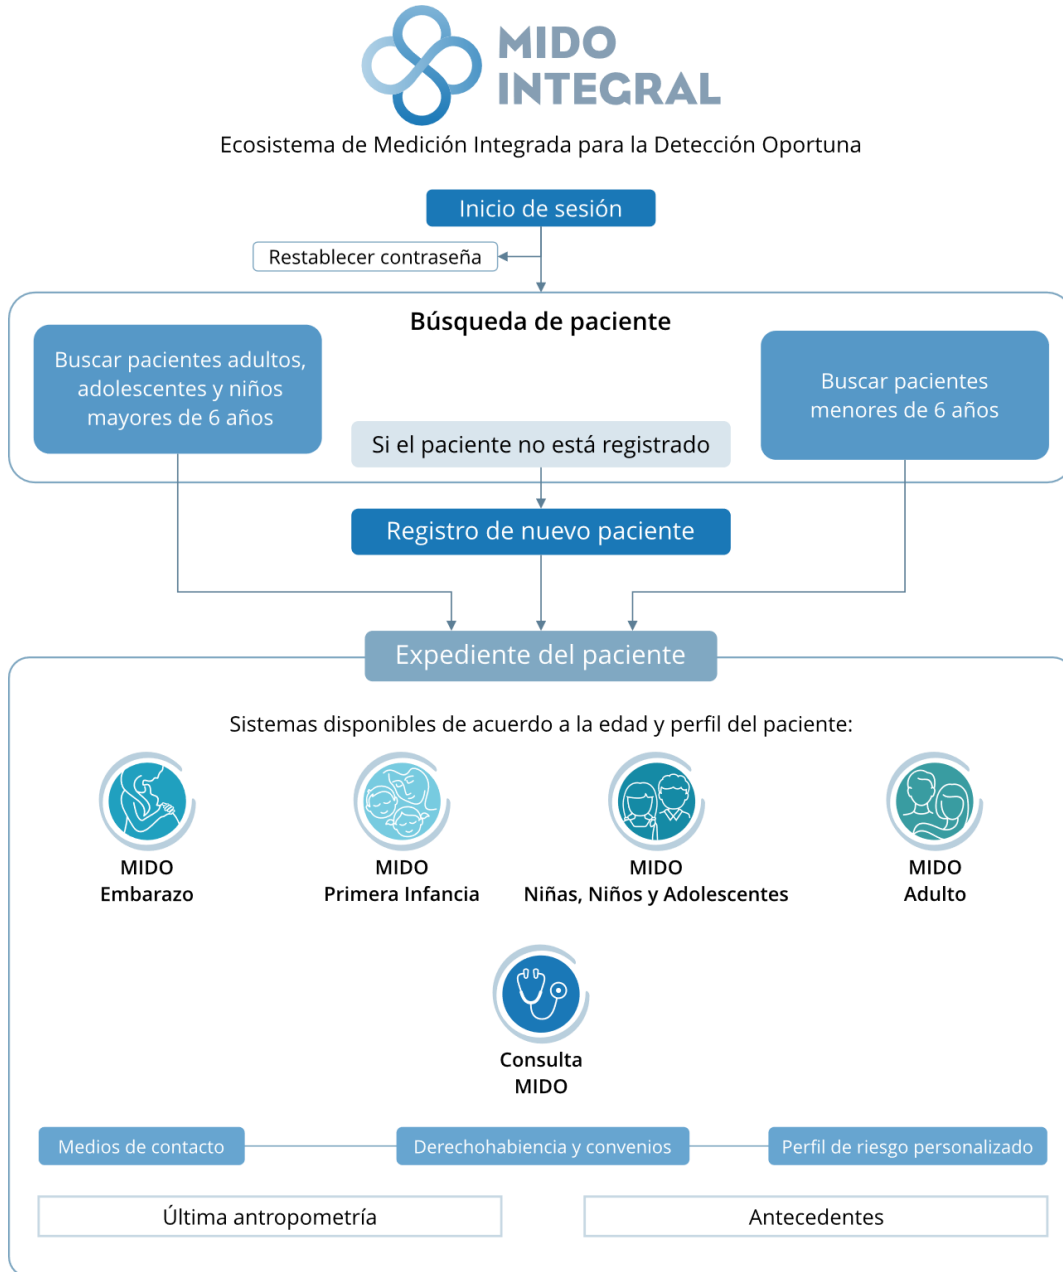 MIDO
INTEGRAL
Ecosistema de Medición Integrada para la Detección Oportuna
Inicio de sesión
Restablecer contraseña
Búsqueda de paciente
Buscar pacientes adultos,
adolescentes y niños
mayores de 6 años
Buscar pacientes
menores de 6 años
Si el paciente no está registrado
Registro de nuevo paciente
Expediente del paciente
Sistemas disponibles de acuerdo a la edad y perfil del paciente:
MIDO
Embarazo
MIDO
Primera Infancia
MIDO
Niñas, Niños y Adolescentes
MIDO
Adulto
Consulta
MIDO
Medios de contacto
Derechohabiencia y convenios
Perfil de riesgo personalizado
Última antropometría
Antecedentes